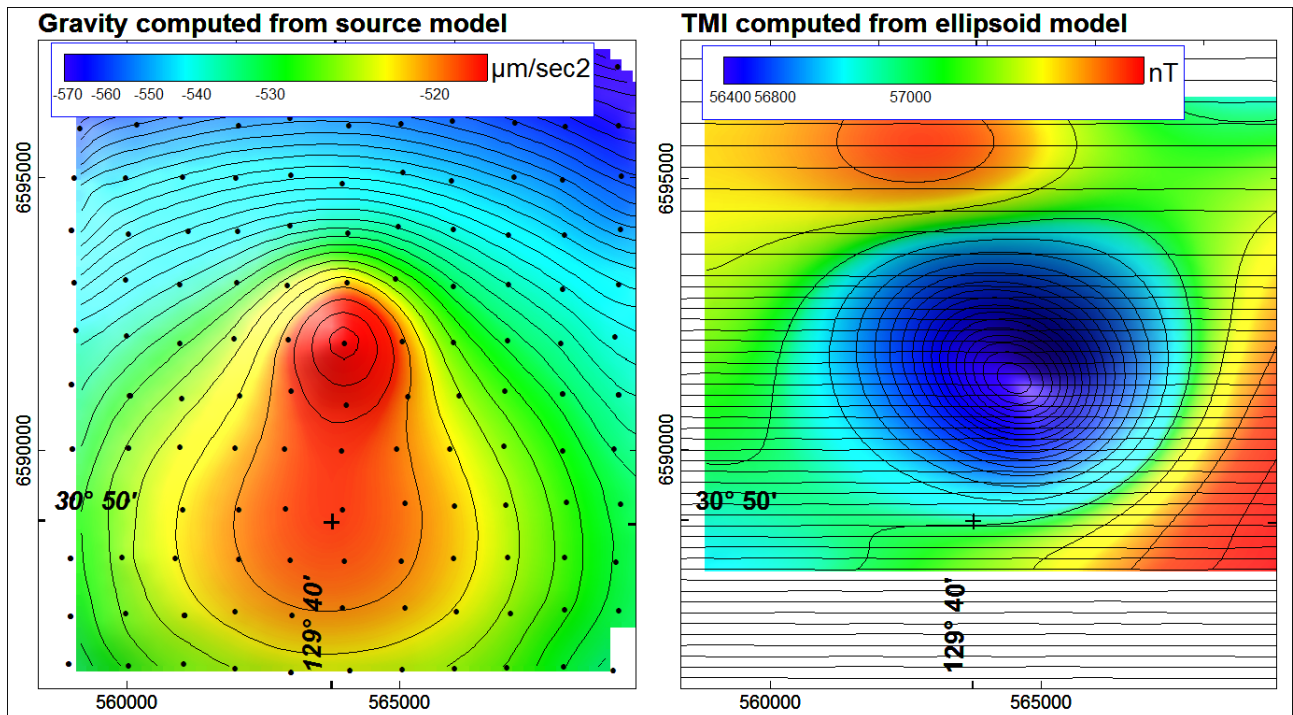 Gravity computed from source model
μm/sec2
-570 -560 -550 -540 -530 -520
6595000
6590000
30° 50'
129° 40'
560000 565000
TMI computed from ellipsoid model
nT
56400 56800 57000
6595000
6590000
30° 50'
129° 40'
560000 565000